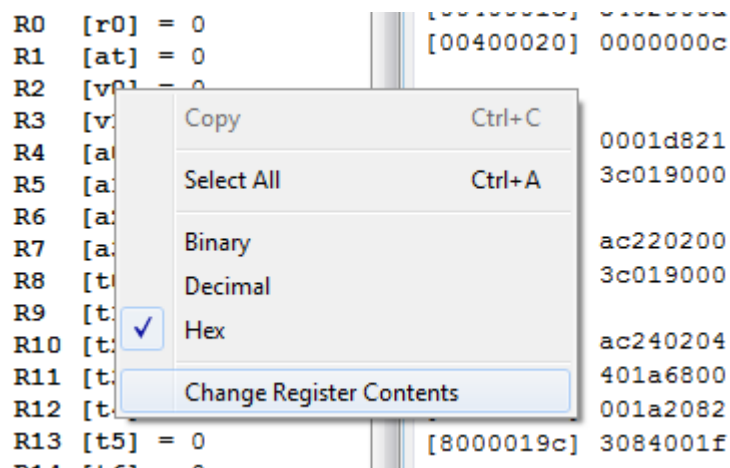 R0 [r0] = 0
R1 [at] = 0
R2
R3
R4
R5
R6
R7
R8
R9
R10
R11
R12
R13 [t5] = 0
Copy Ctrl+C
Select All Ctrl+A
Binary
Decimal
Hex
Change Register Contents
[00400020] 0000000c
0001d821
3c019000
ac220200
3c019000
ac240204
401a6800
001a2082
[8000019c] 3084001f